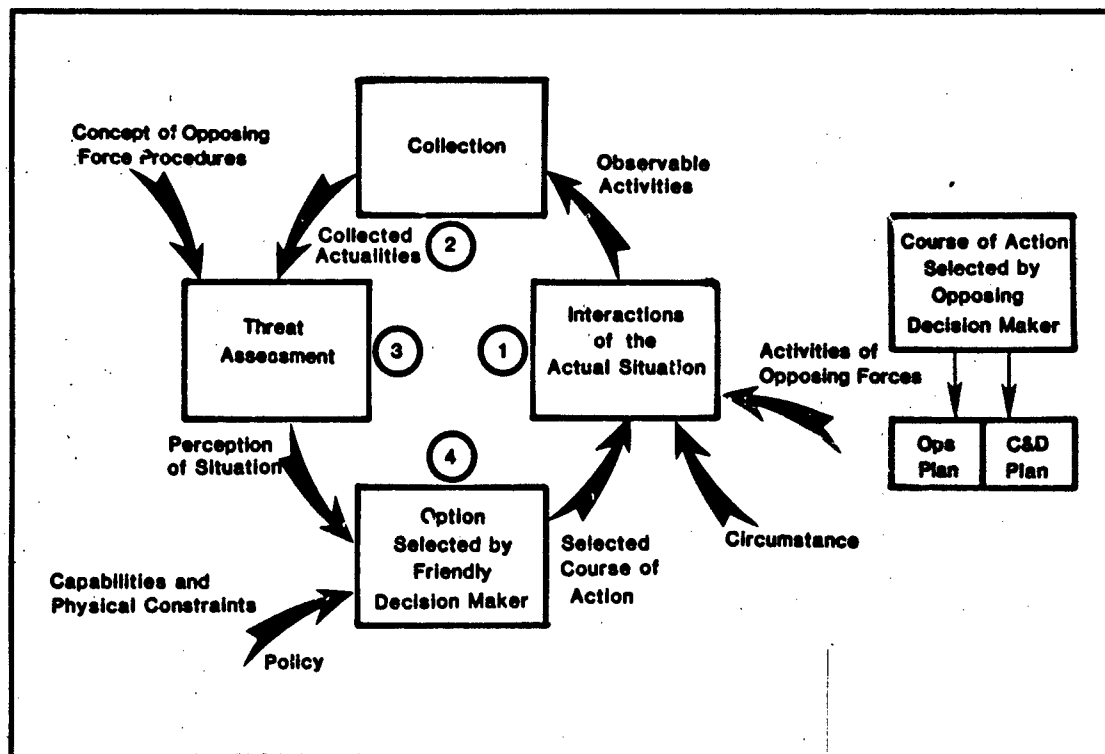 Concept of Opposing
Force Procedures
Collection
Observable
Activities
Collected
Actualities
2
Course of Action
Selected by
Opposing
Decision Maker
Threat
Assessment
3
1
Interactions
of the
Actual Situation
Activities of
Opposing Forces
Perception
of Situation
4
Ops
Plan
C&D
Plan
Option
Selected by
Friendly
Decision Maker
Selected
Course of
Action
Circumstance
Capabilities and
Physical Constraints
Policy